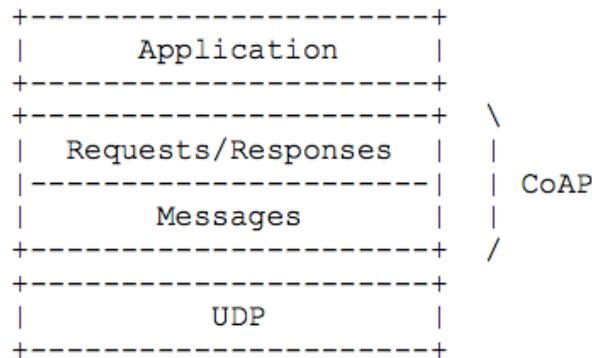 +----------------------+
|      Application     |
+----------------------+
+----------------------+  \
|  Requests/Responses  |  |
|----------------------|  | CoAP
|       Messages       |  |
+----------------------+  /
+----------------------+
|          UDP         |
+----------------------+